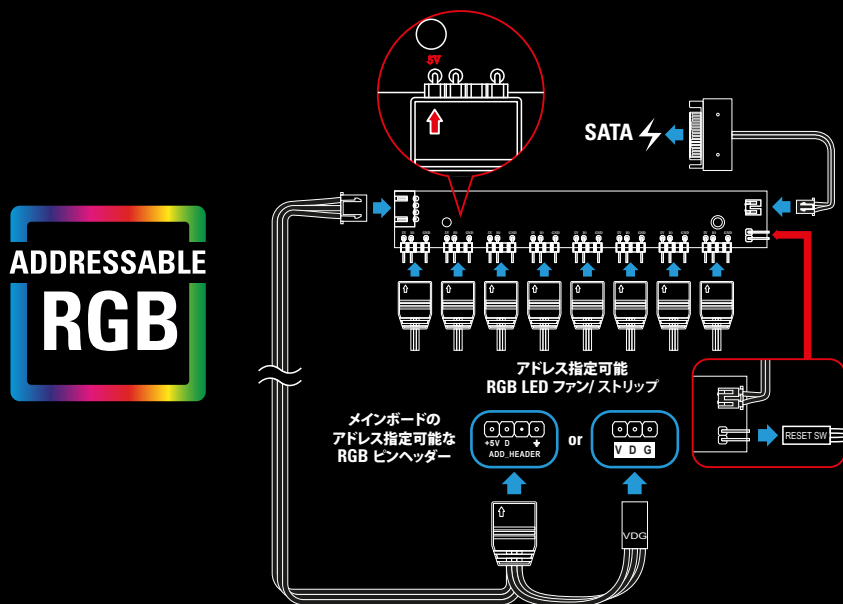 5V
SATA
ADDRESSABLE
RGB
アドレス指定可能
RGB LED ファン/ ストリップ
メインボードの
アドレス指定可能な
RGB ピンヘッダー
+5V D
ADD_HEADER
or
V D G
RESET SW
VDG